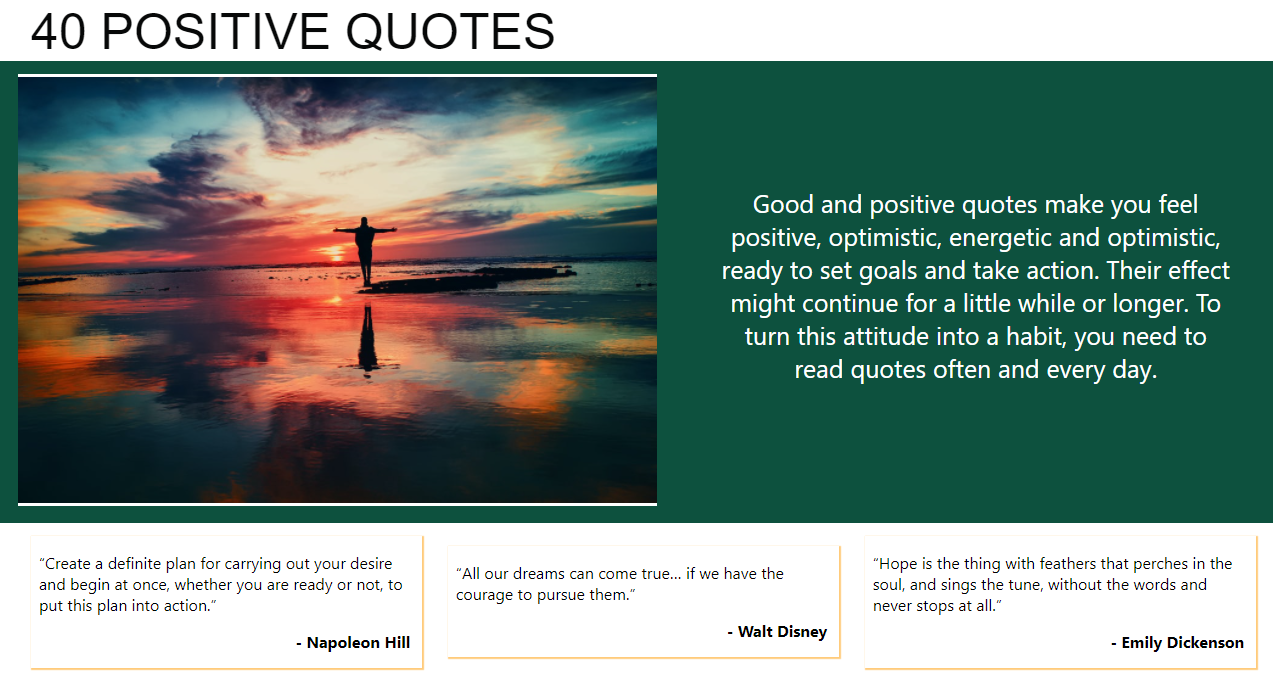 40 POSITIVE QUOTES
Good and positive quotes make you feel
positive, optimistic, energetic and optimistic,
ready to set goals and take action. Their effect
might continue for a little while or longer. To
turn this attitude into a habit, you need to
read quotes often and every day.
“Create a definite plan for carrying out your desire
and begin at once, whether you are ready or not, to
put this plan into action.”
- Napoleon Hill
“All our dreams can come true... if we have the
courage to pursue them.”
- Walt Disney
“Hope is the thing with feathers that perches in the
soul, and sings the tune, without the words and
never stops at all.”
- Emily Dickenson